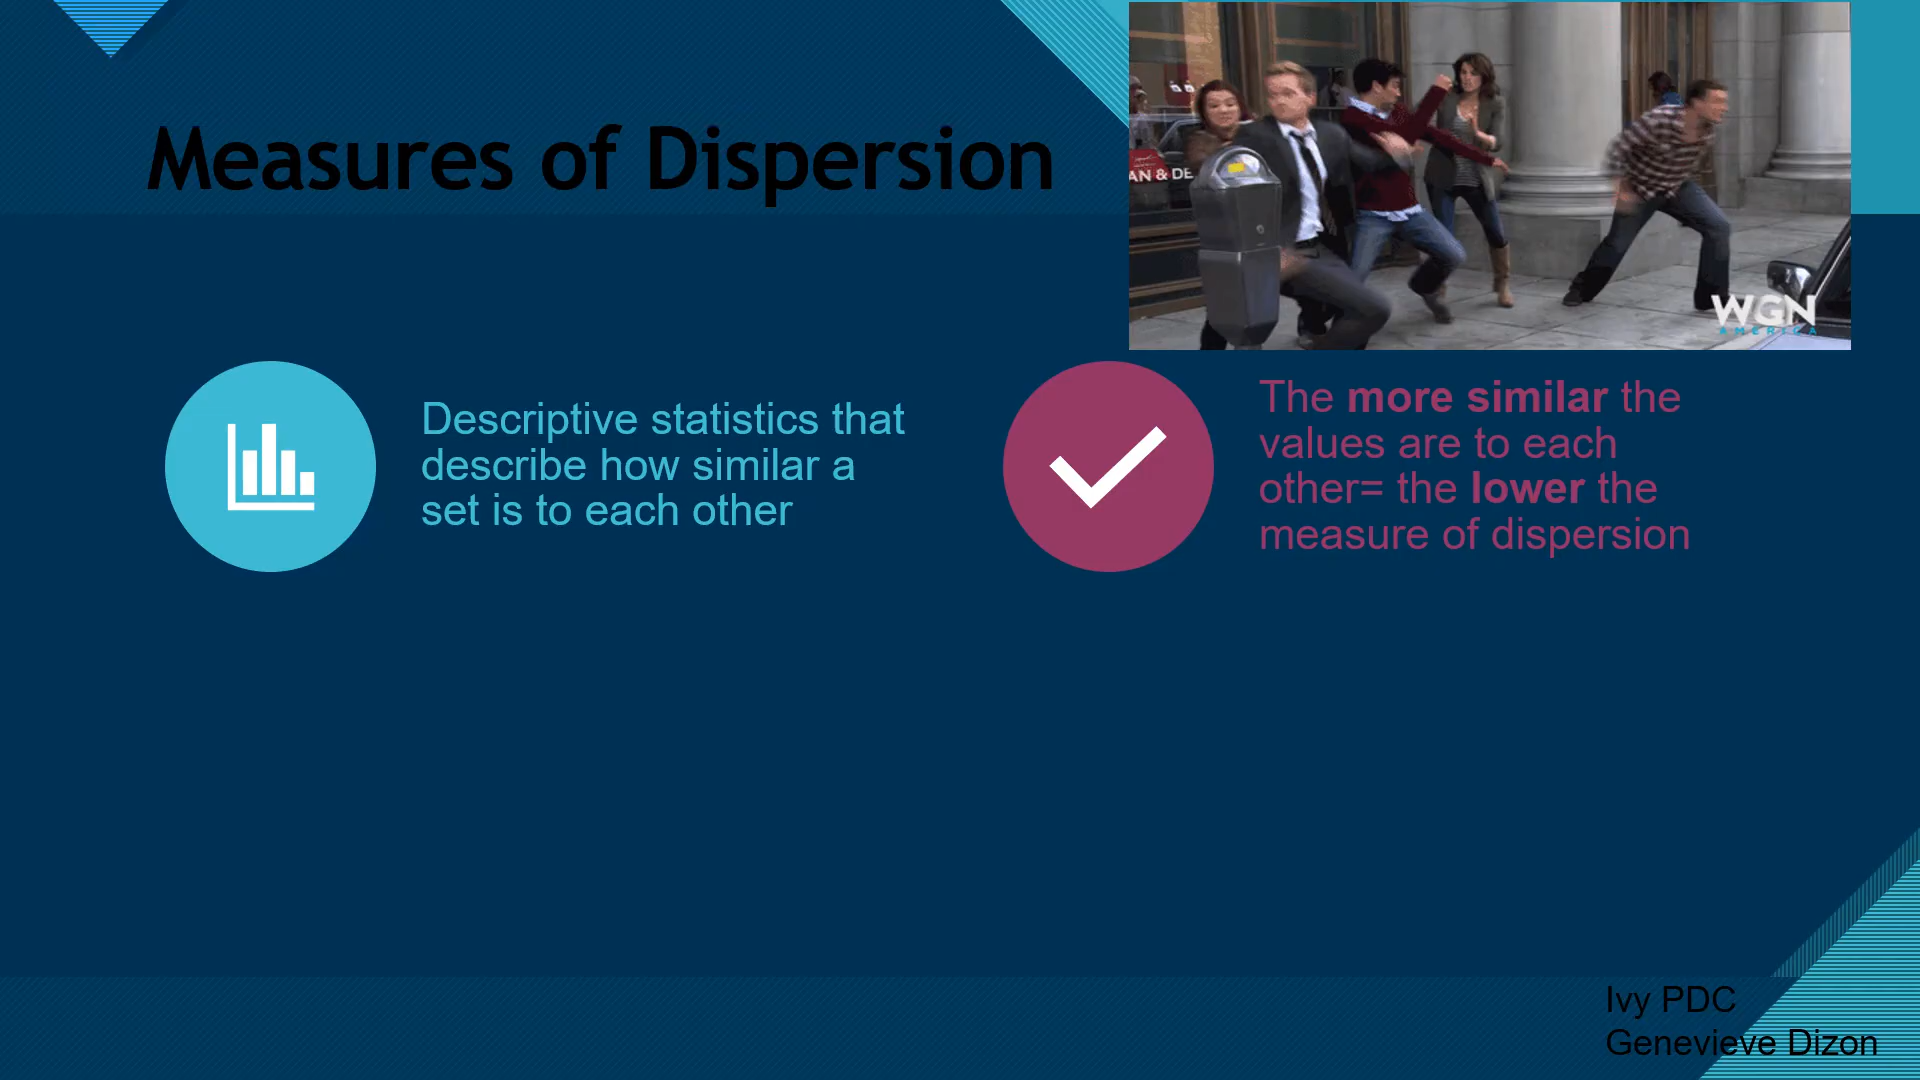 Measures of Dispersion
AN & DE
WGN
AMERICA
Descriptive statistics that
describe how similar a
set is to each other
The more similar the
values are to each
other= the lower the
measure of dispersion
Ivy PDC
Genevieve Dizon